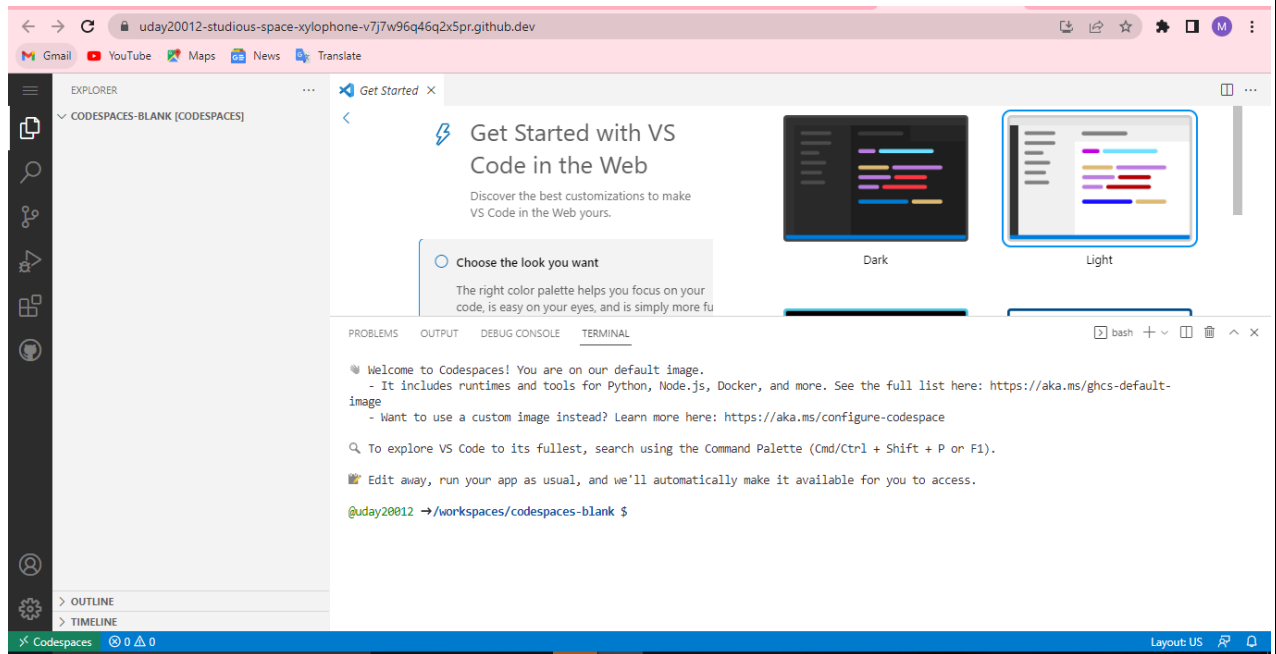 uday20012-studious-space-xylophone-v7j7w96q46q2x5pr.github.dev
M
Gmail YouTube Maps News Translate
EXPLORER
CODESPACES-BLANK [CODESPACES]
OUTLINE
TIMELINE
Get Started
Get Started with VS
Code in the Web
Discover the best customizations to make
VS Code in the Web yours.
Choose the look you want
The right color palette helps you focus on your
code, is easy on your eyes, and is simply more fu
Dark
Light
PROBLEMS OUTPUT DEBUG CONSOLE TERMINAL
bash
Welcome to Codespaces! You are on our default image.
- It includes runtimes and tools for Python, Node.js, Docker, and more. See the full list here: https://aka.ms/ghcs-default-
image
- Want to use a custom image instead? Learn more here: https://aka.ms/configure-codespace
To explore VS Code to its fullest, search using the Command Palette (Cmd/Ctrl + Shift + P or F1).
Edit away, run your app as usual, and we'll automatically make it available for you to access.
@uday20012 ➜/workspaces/codespaces-blank $
Codespaces 0 0
Layout: US